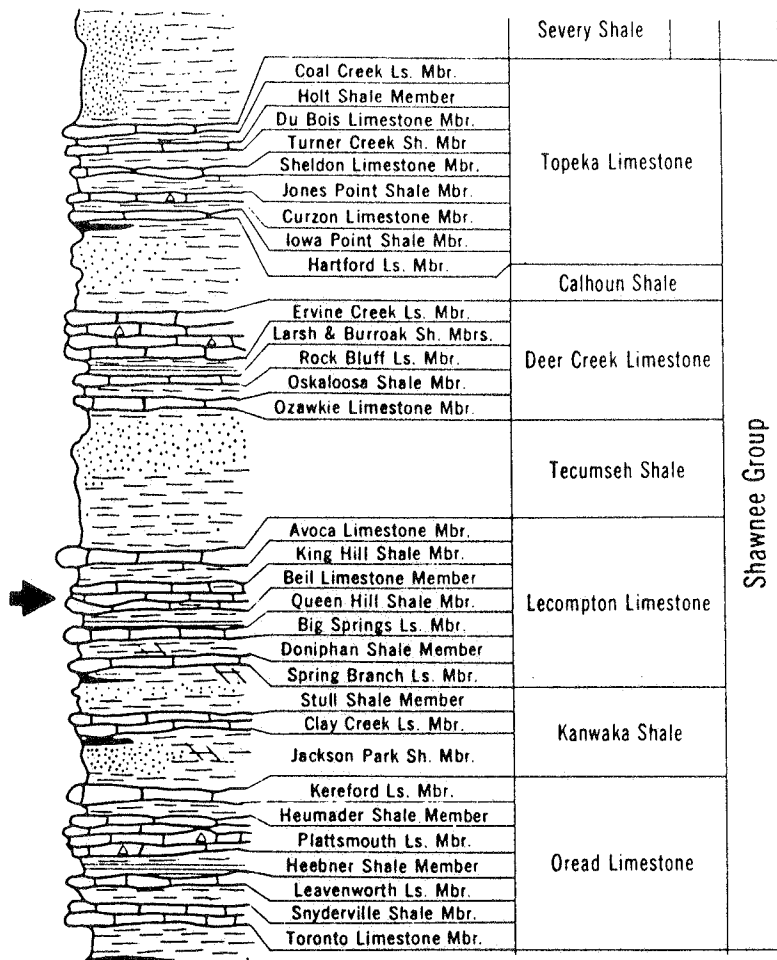 Severy Shale
Coal Creek Ls. Mbr.
Holt Shale Member
Du Bois Limestone Mbr.
Turner Creek Sh. Mbr
Sheldon Limestone Mbr.
Jones Point Shale Mbr.
Curzon Limestone Mbr.
Iowa Point Shale Mbr.
Hartford Ls. Mbr.
Topeka Limestone
Calhoun Shale
Ervine Creek Ls. Mbr.
Larsh & Burroak Sh. Mbrs.
Rock Bluff Ls. Mbr.
Oskaloosa Shale Mbr.
Ozawkie Limestone Mbr.
Deer Creek Limestone
Tecumseh Shale
Avoca Limestone Mbr.
King Hill Shale Mbr.
Beil Limestone Member
Queen Hill Shale Mbr.
Big Springs Ls. Mbr.
Doniphan Shale Member
Spring Branch Ls. Mbr.
Lecompton Limestone
Stull Shale Member
Clay Creek Ls. Mbr.
Jackson Park Sh. Mbr.
Kanwaka Shale
Kereford Ls. Mbr.
Heumader Shale Member
Plattsmouth Ls. Mbr.
Heebner Shale Member
Leavenworth Ls. Mbr.
Snyderville Shale Mbr.
Toronto Limestone Mbr.
Oread Limestone
Shawnee Group